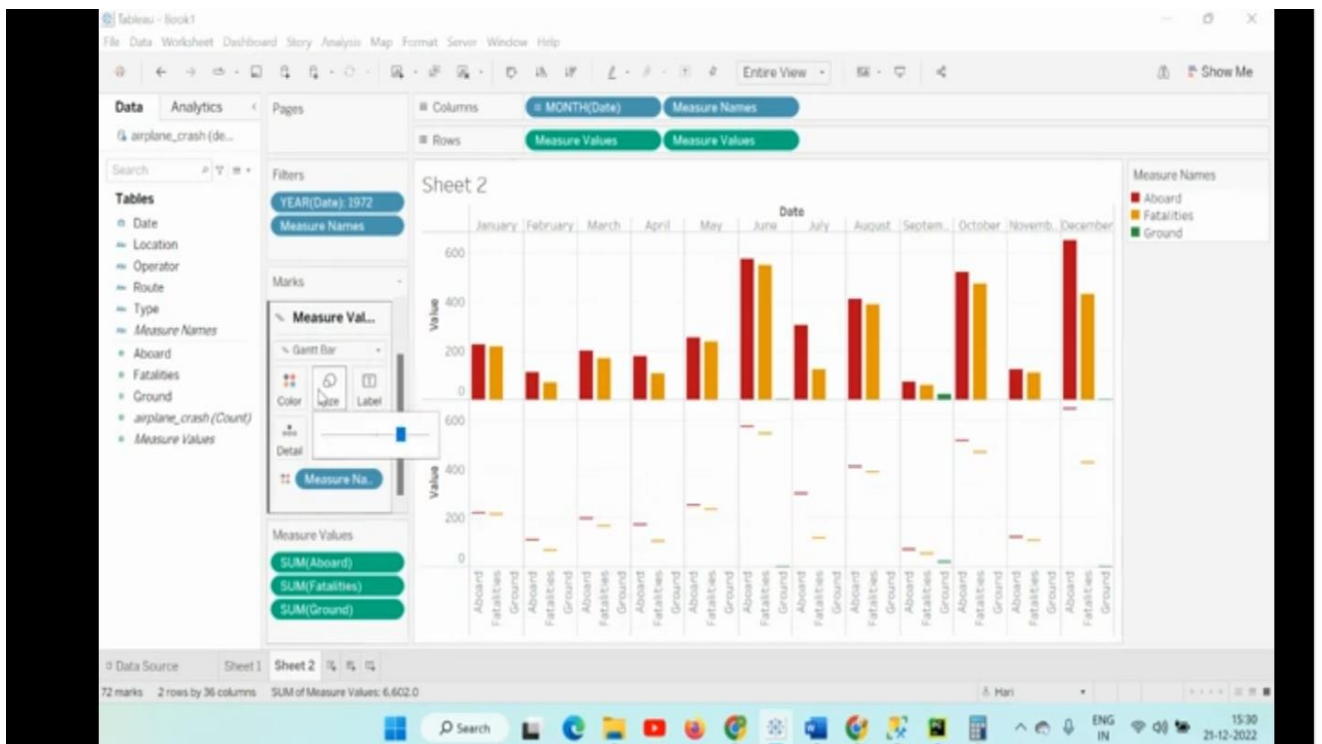 Tableau - Book1
File Data Worksheet Dashboard Story Analysis Map Format Server Window Help
Entire View
Show Me
Data Analytics
airplane_crash (de...
Search
Tables
Date
Location
Operator
Route
Type
Measure Names
Aboard
Fatalities
Ground
airplane_crash (Count)
Measure Values
Pages
Filters
YEAR(Date): 1972
Measure Names
Marks
Measure Val...
Gantt Bar
Color Size Label
Detail
Measure Na..
Measure Values
SUM(Aboard)
SUM(Fatalities)
SUM(Ground)
Columns MONTH(Date) Measure Names
Rows Measure Values Measure Values
Sheet 2
Date
January February March April May June July August Septem.. October Novemb.. December
600
400
200
0
Value
600
400
200
0
Value
Aboard Fatalities Ground Aboard Fatalities Ground Aboard Fatalities Ground Aboard Fatalities Ground Aboard Fatalities Ground Aboard Fatalities Ground Aboard Fatalities Ground Aboard Fatalities Ground Aboard Fatalities Ground Aboard Fatalities Ground Aboard Fatalities Ground Aboard Fatalities Ground
Measure Names
Aboard
Fatalities
Ground
Data Source Sheet 1 Sheet 2
72 marks 2 rows by 36 columns SUM of Measure Values: 6,602.0
Hari
Search
ENG
IN
15:30
21-12-2022